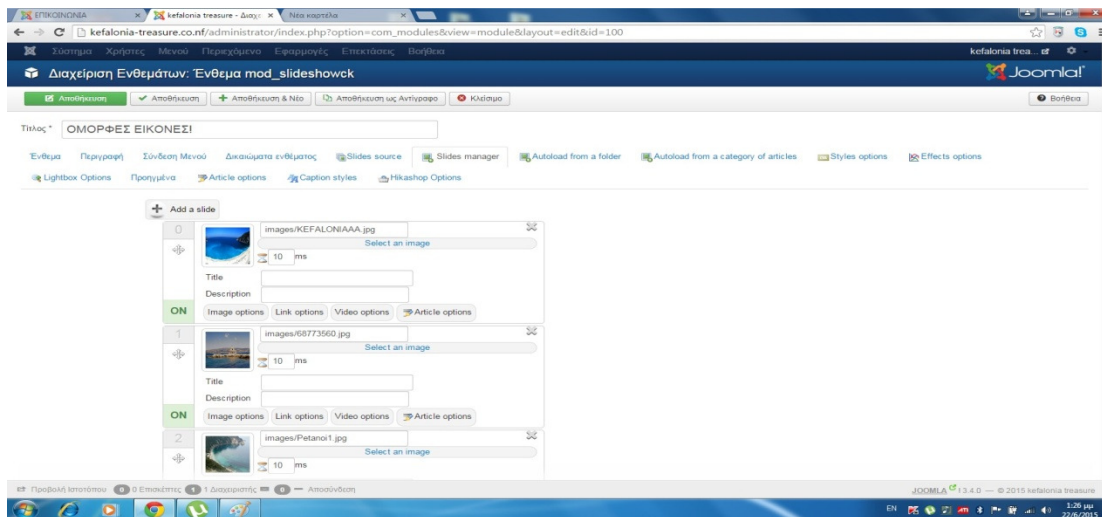 ΕΠΙΚΟΙΝΩΝΙΑ
kefalonia treasure - Διαχε
Νέα καρτέλα
kefalonia-treasure.co.nf/administrator/index.php?option=com_modules&view=module&layout=edit&id=100
Σύστημα Χρήστες Μενού Περιεχόμενο Εφαρμογές Επεκτάσεις Βοήθεια kefalonia trea...
Διαχείριση Ενθεμάτων: Ένθεμα mod_slideshowck Joomla!
Αποθήκευση Αποθήκευση Αποθήκευση & Νέο Αποθήκευση ως Αντίγραφο Κλείσιμο Βοήθεια
Τίτλος * ΟΜΟΡΦΕΣ ΕΙΚΟΝΕΣ!
Ένθεμα Περιγραφή Σύνδεση Μενού Δικαιώματα ενθέματος Slides source Slides manager Autoload from a folder Autoload from a category of articles Styles options Effects options
Lightbox Options Προηγμένα Article options Caption styles Hikashop Options
Add a slide
0 images/KEFALONIAAA.jpg
Select an image
10 ms
Title
Description
ON Image options Link options Video options Article options
1 images/68773560.jpg
Select an image
10 ms
Title
Description
ON Image options Link options Video options Article options
2 images/Petanoi1.jpg
Select an image
10 ms
Προβολή Ιστοτόπου 0 0 Επισκέπτες 1 1 Διαχειριστής 0 Αποσύνδεση JOOMLA 3.4.0 — © 2015 kefalonia treasure
EN 1:26 μμ
22/6/2015